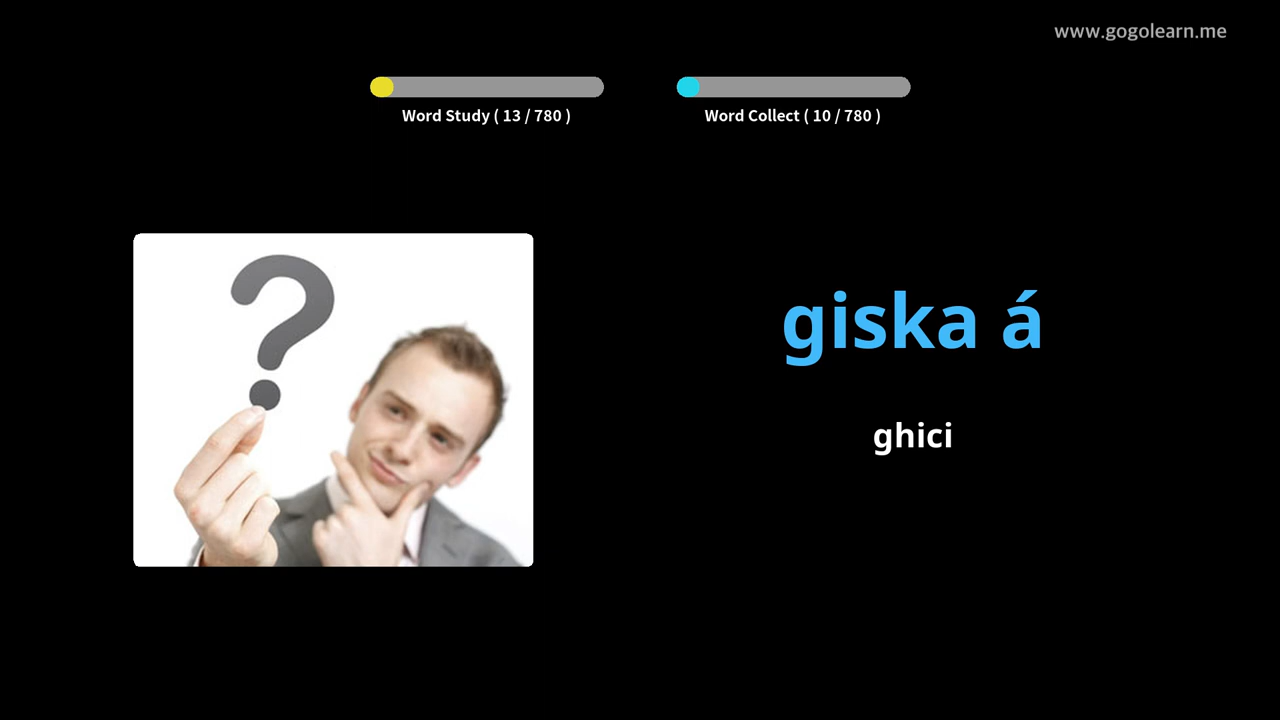 www.gogolearn.me
Word Study ( 13 / 780 )
Word Collect ( 10 / 780 )
?
giska á
ghici